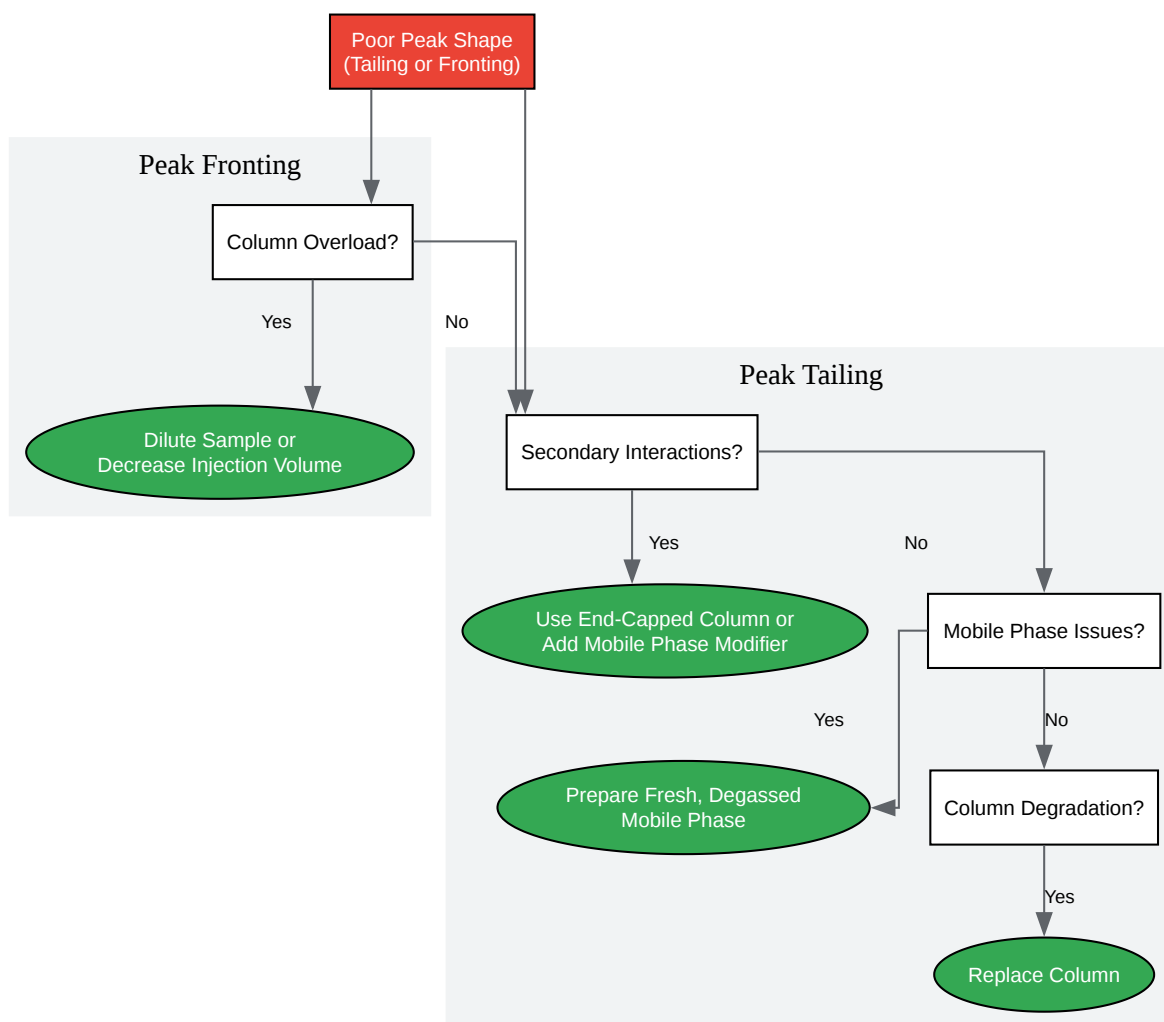 Poor Peak Shape
(Tailing or Fronting)
Peak Fronting
Column Overload?
Yes
No
Dilute Sample or
Decrease Injection Volume
Peak Tailing
Secondary Interactions?
Yes
No
Use End-Capped Column or
Add Mobile Phase Modifier
Mobile Phase Issues?
Yes
No
Prepare Fresh, Degassed
Mobile Phase
Column Degradation?
Yes
Replace Column